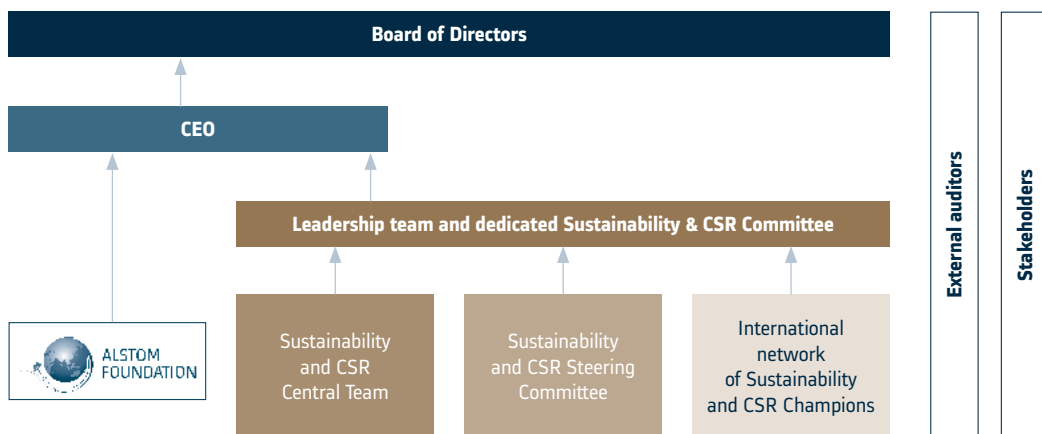 Board of Directors
CEO
Leadership team and dedicated Sustainability & CSR Committee
ALSTOM
FOUNDATION
Sustainability
and CSR
Central Team
Sustainability
and CSR Steering
Committee
International
network
of Sustainability
and CSR Champions
External auditors
Stakeholders